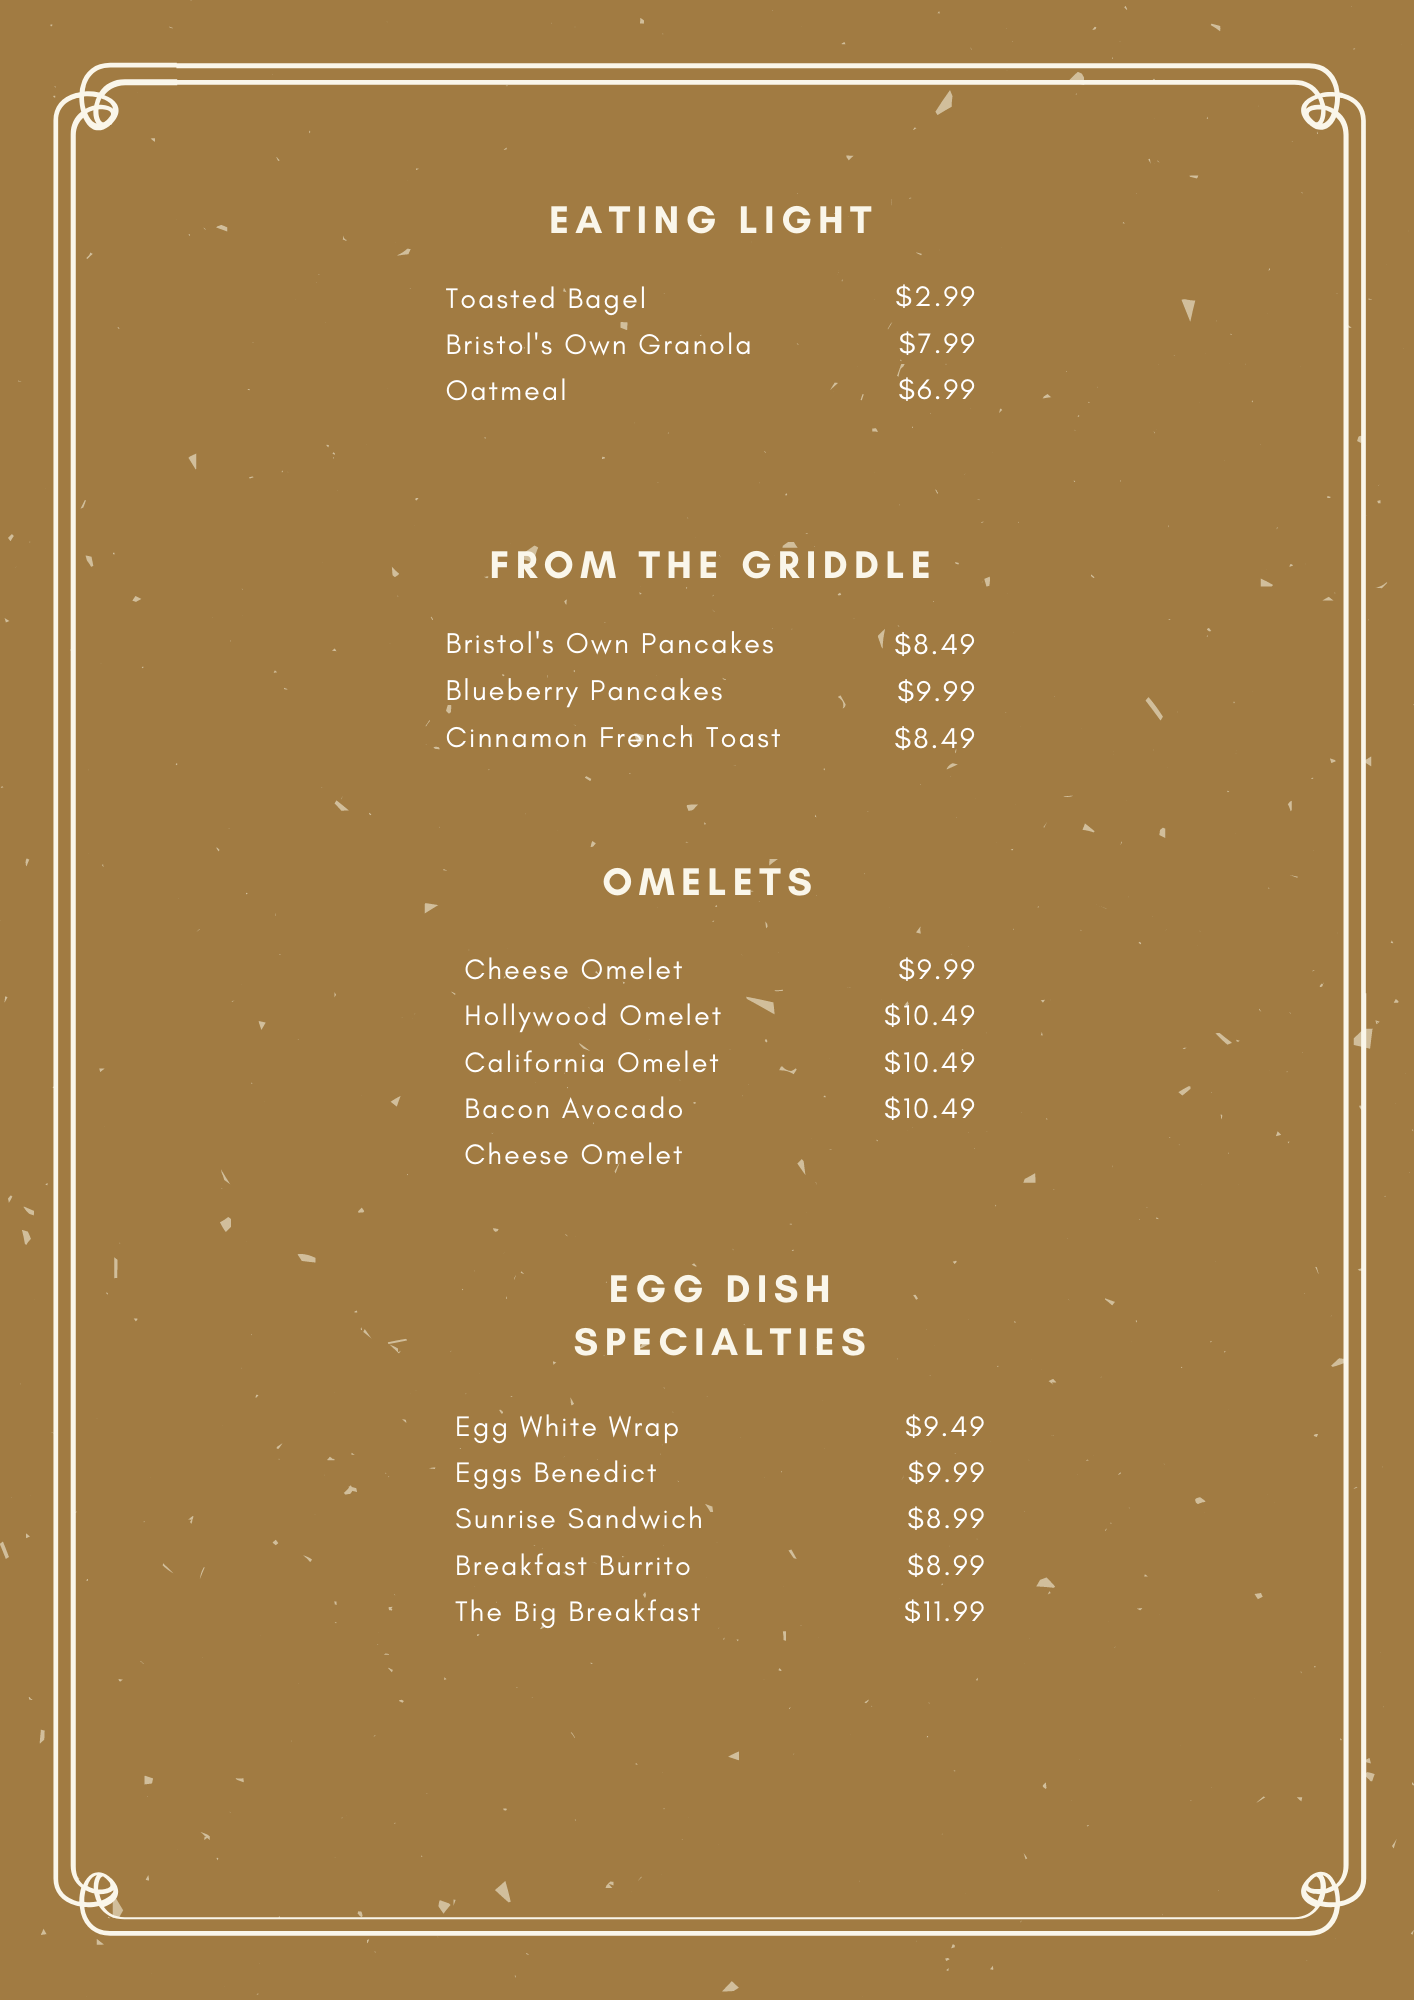 EATING LIGHT
Toasted Bagel $2.99
Bristol's Own Granola $7.99
Oatmeal $6.99
FROM THE GRIDDLE
Bristol's Own Pancakes $8.49
Blueberry Pancakes $9.99
Cinnamon French Toast $8.49
OMELETS
Cheese Omelet $9.99
Hollywood Omelet $10.49
California Omelet $10.49
Bacon Avocado $10.49
Cheese Omelet
EGG DISH
SPECIALTIES
Egg White Wrap $9.49
Eggs Benedict $9.99
Sunrise Sandwich $8.99
Breakfast Burrito $8.99
The Big Breakfast $11.99